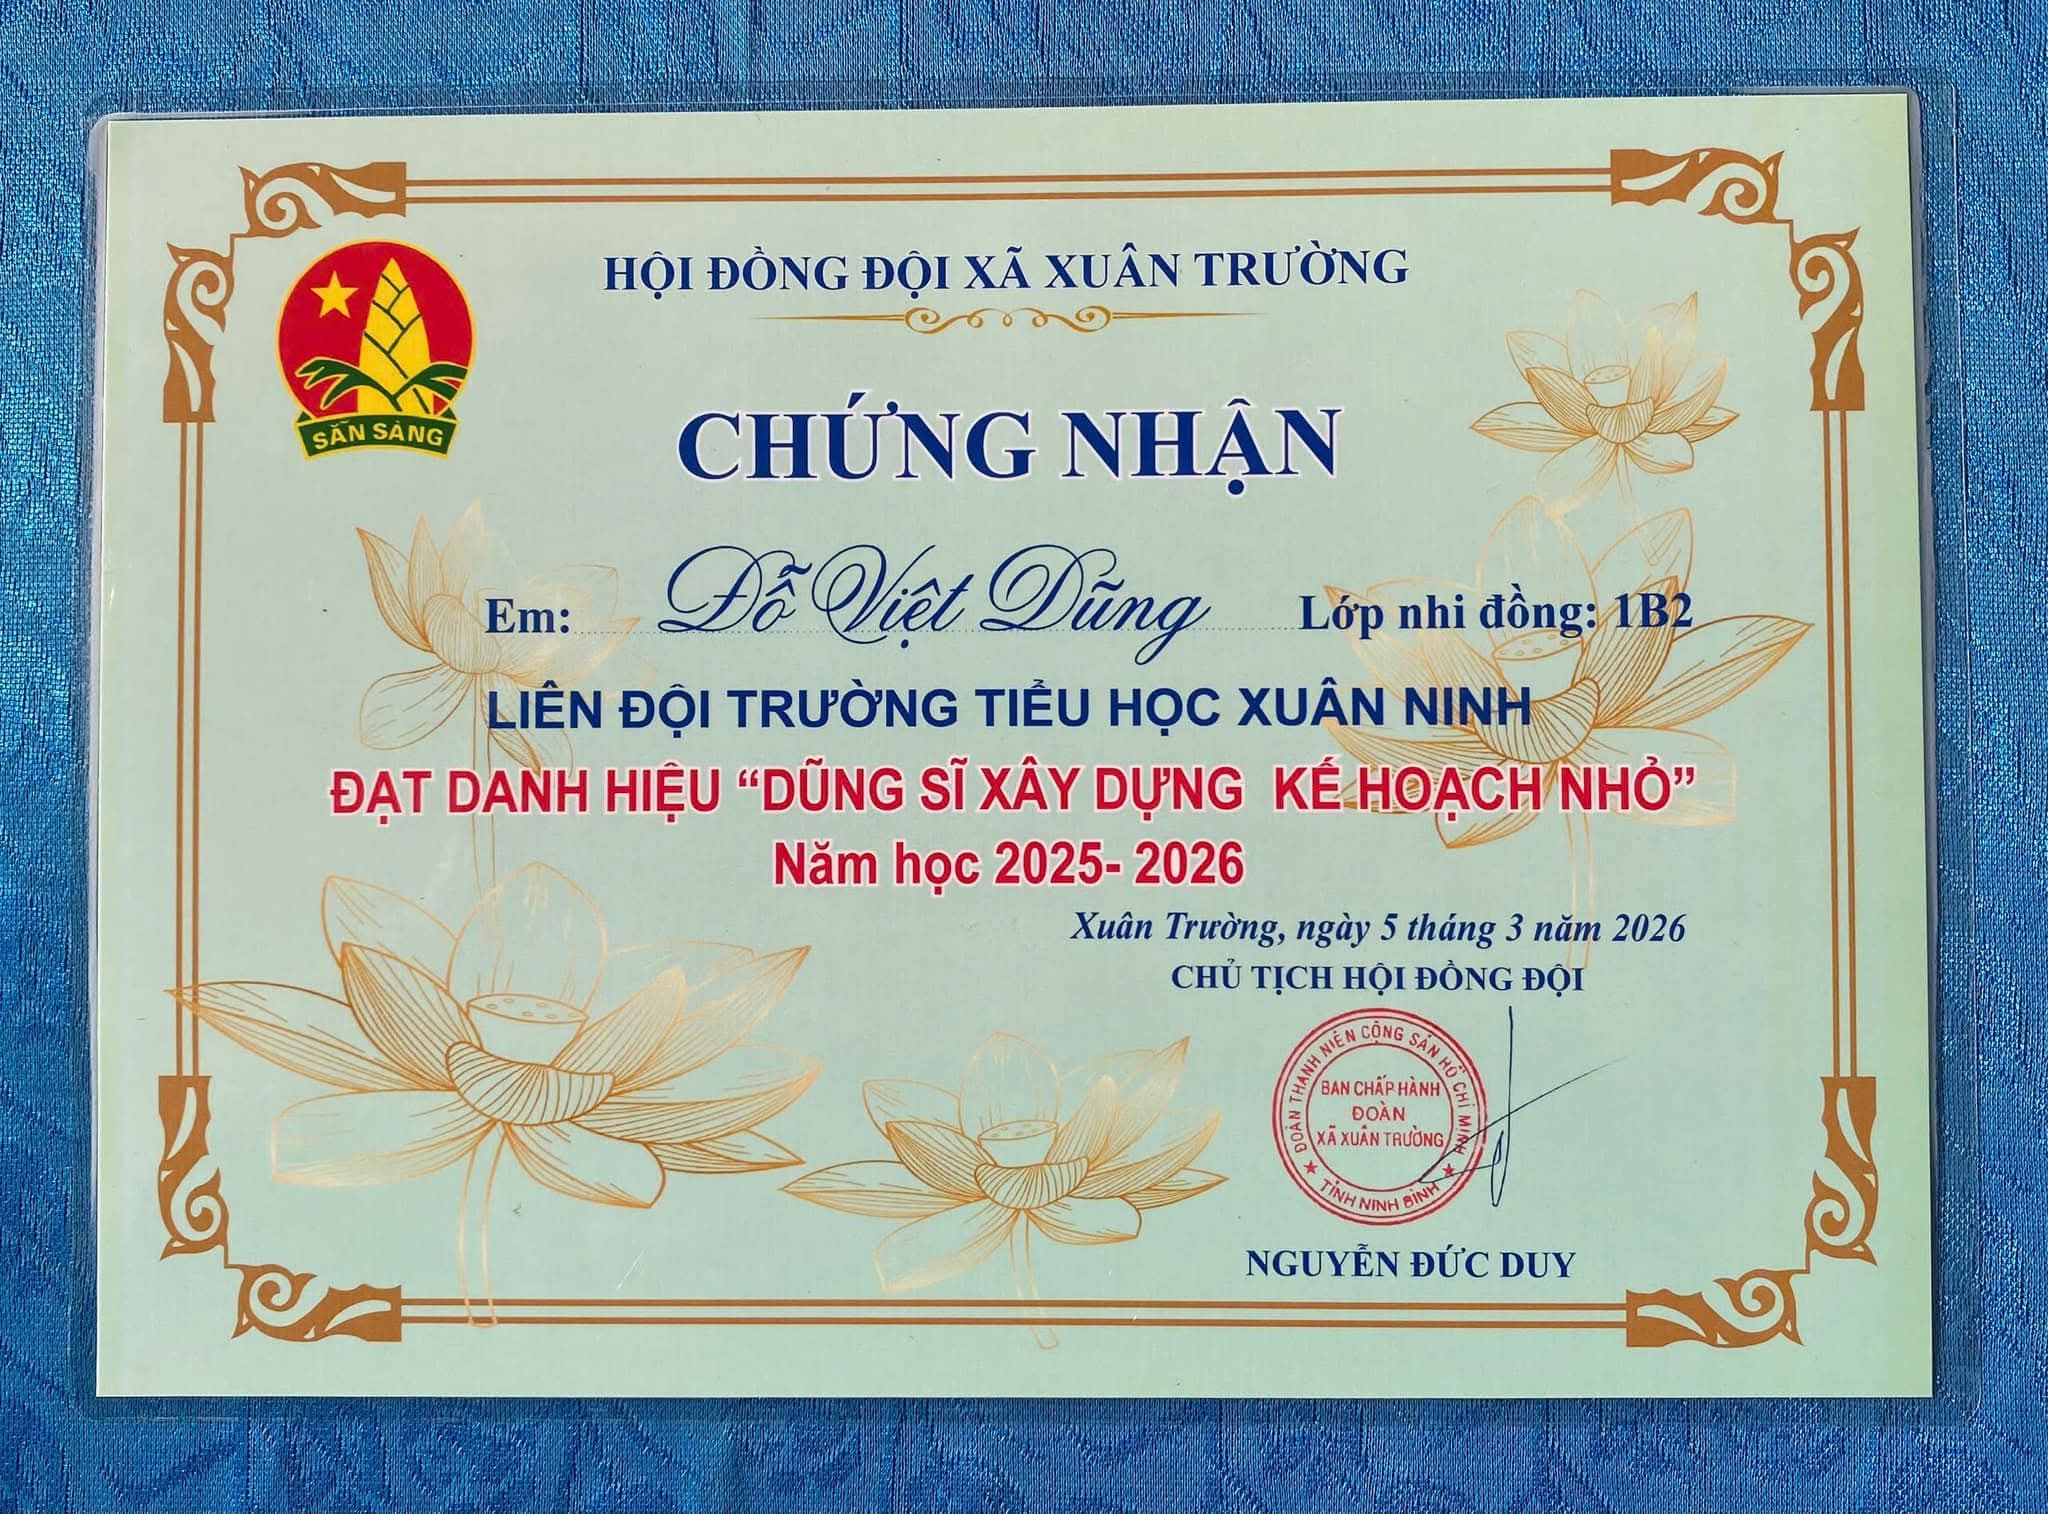 HỘI ĐỒNG ĐỘI XÃ XUÂN TRƯỜNG
SẴN SÀNG
CHỨNG NHẬN
Em: Đỗ Việt Dũng Lớp nhi đồng: 1B2
LIÊN ĐỘI TRƯỜNG TIỂU HỌC XUÂN NINH
ĐẠT DANH HIỆU “DŨNG SĨ XÂY DỰNG KẾ HOẠCH NHỎ”
Năm học 2025- 2026
Xuân Trường, ngày 5 tháng 3 năm 2026
CHỦ TỊCH HỘI ĐỒNG ĐỘI
ĐOÀN THANH NIÊN CỘNG SẢN HỒ CHÍ MINH
BAN CHẤP HÀNH
ĐOÀN
XÃ XUÂN TRƯỜNG
TỈNH NINH BÌNH
NGUYỄN ĐỨC DUY